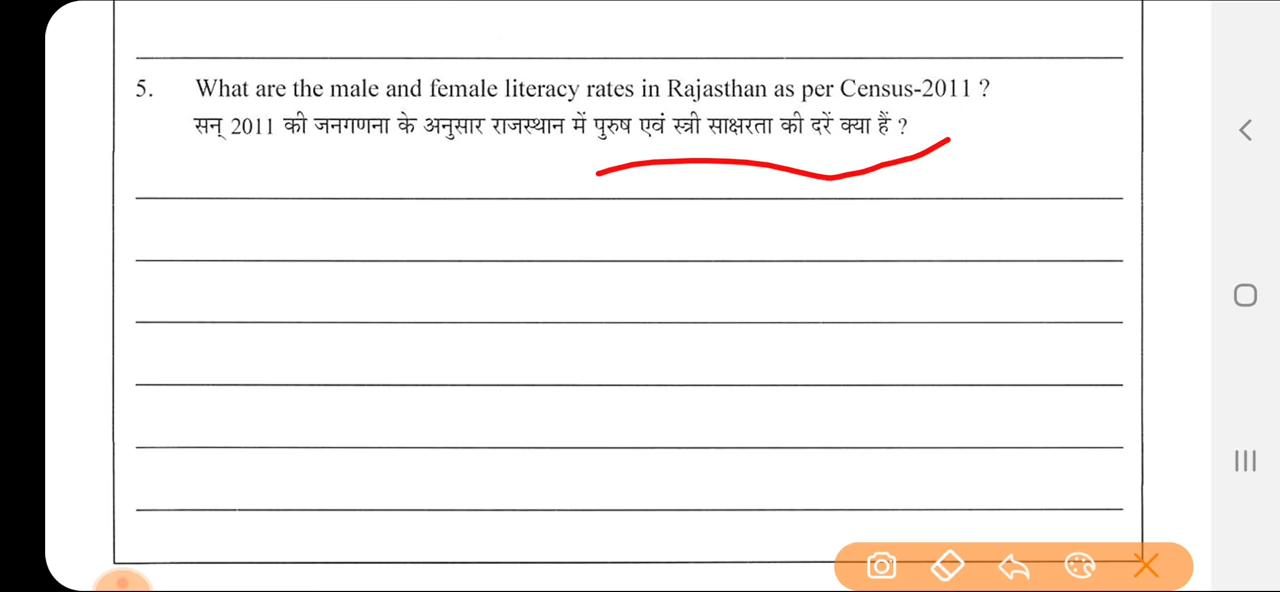 5. What are the male and female literacy rates in Rajasthan as per Census-2011 ?
सन् 2011 की जनगणना के अनुसार राजस्थान में पुरुष एवं स्त्री साक्षरता की दरें क्या हैं ?